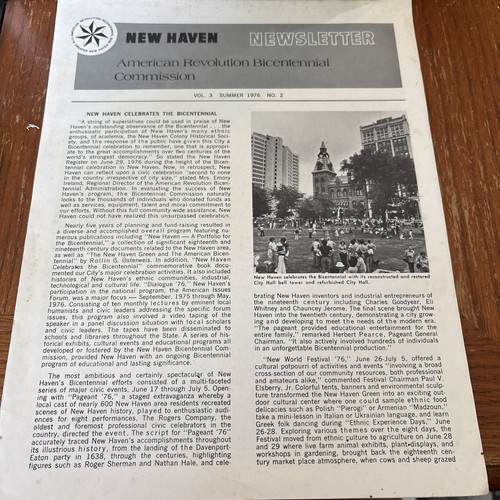 NEW HAVEN NEWSLETTER
American Revolution Bicentennial
Commission
VOL. 3 SUMMER 1976 NO. 2
NEW HAVEN CELEBRATES THE BICENTENNIAL
"A string of superlatives could be used in praise of New
Haven's outstanding observance of the Bicentennial . . . the
enthusiastic participation of New Haven's many ethnic
groups, of academia, the New Haven Colony Historical Soci-
ety, and the response of the public have given this City a
Bicentennial celebration to remember, one that is appropri-
ate to the great accomplishments over two centuries of the
world's strongest democracy." So stated the New Haven
Register on June 29, 1976 during the height of the Bicen-
tennial celebration in New Haven. Now, in retrospect, New
Haven can reflect upon a civic celebration "second to none
in the country irrespective of city size," stated Mrs. Emory
Ireland, Regional Director of the American Revolution Bicen-
tennial Administration. In evaluating the success of New
Haven's program, the Bicentennial Commission naturally
looks to the thousands of individuals who donated funds as
well as services, equipment, talent and moral commitment to
our efforts. Without this full community-wide assistance, New
Haven could not have realized this unsurpassed celebration.
Nearly five years of planning and fund-raising resulted in
a diverse and accomplished overall program featuring nu-
merous publications including "New Haven — A Portfolio for
the Bicentennial," a collection of significant eighteenth and
nineteenth century documents related to the New Haven area,
as well as "The New Haven Green and The American Bicen-
tennial" by Rollin G. Osterweis. In addition, "New Haven
Celebrates the Bicentennial" commemorative book docu-
mented our City's major celebration activities. It also included
histories of New Haven's ethnic communities, industrial,
technological and cultural life. "Dialogue '76," New Haven's
participation in the national program, the American Issues
Forum, was a major focus — September, 1975 through May,
1976. Consisting of ten monthly lectures by eminent local
humanists and civic leaders addressing the specific forum
issues, this program also involved a video taping of the
speaker in a panel discussion situation with local scholars
and civic leaders. The tapes have been disseminated to
schools and libraries throughout the State. A series of his-
torical exhibits, cultural events and educational programs all
developed or fostered by the New Haven Bicentennial Com-
mission, provided New Haven with an ongoing Bicentennial
program of educational and lasting significance.
The most ambitious and certainly spectacular of New
Haven's Bicentennial efforts consisted of a multi-faceted
series of major civic events, June 17 through July 5. Open-
ing with "Pageant '76," a staged extravaganza whereby a
local cast of nearly 600 New Haven area residents recreated
scenes of New Haven history, played to enthusiastic audi-
ences for eight performances. The Rogers Company, the
oldest and foremost professional civic celebrators in the
country, directed the event. The script for "Pageant '76"
accurately traced New Haven's accomplishments throughout
its illustrious history, from the landing of the Davenport-
Eaton party in 1638, through the centuries, highlighting
figures such as Roger Sherman and Nathan Hale, and cele-
New Haven celebrates the Bicentennial with its reconstructed and restored
City Hall bell tower and refurbished City Hall.
brating New Haven inventors and industrial entrepreneurs of
the nineteenth century including Charles Goodyear, Eli
Whitney and Chauncey Jerome. The final scene brought New
Haven into the twentieth century, demonstrating a city grow-
ing and developing to meet the needs of the modern era.
"The pageant provided educational entertainment for the
entire family," remarked Herbert Pearce, Pageant General
Chairman. "It also actively involved hundreds of individuals
in an unforgettable Bicentennial production."
"New World Festival '76," June 26-July 5, offered a
cultural potpourri of activities and events "involving a broad
cross-section of our community resources, both professional
and amateurs alike," commented Festival Chairman Paul V.
Elsberry, Jr. Colorful tents, banners and environmental sculp-
ture transformed the New Haven Green into an exciting out-
door cultural center where one could sample ethnic food
delicacies such as Polish "Pierogi" or Armenian "Madzoun,"
take a mini-lesson in Italian or Ukrainian language, and learn
Greek folk dancing during "Ethnic Experience Days," June
26-28. Exploring various themes over the eight days, the
Festival moved from ethnic culture to agriculture on June 28
and 29 where live farm animal exhibits, plant displays, and
workshops in gardening, brought back the eighteenth cen-
tury market place atmosphere, when cows and sheep grazed